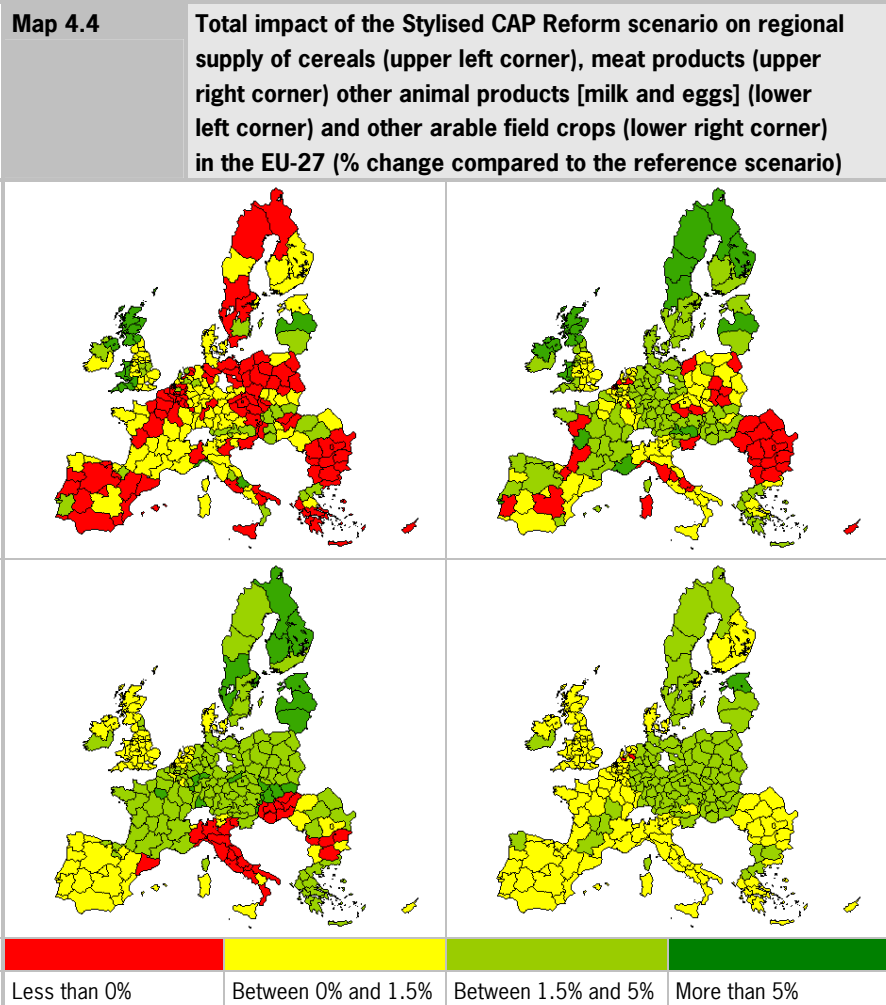 Map 4.4
Total impact of the Stylised CAP Reform scenario on regional
supply of cereals (upper left corner), meat products (upper
right corner) other animal products [milk and eggs] (lower
left corner) and other arable field crops (lower right corner)
in the EU-27 (% change compared to the reference scenario)
Less than 0%
Between 0% and 1.5%
Between 1.5% and 5%
More than 5%